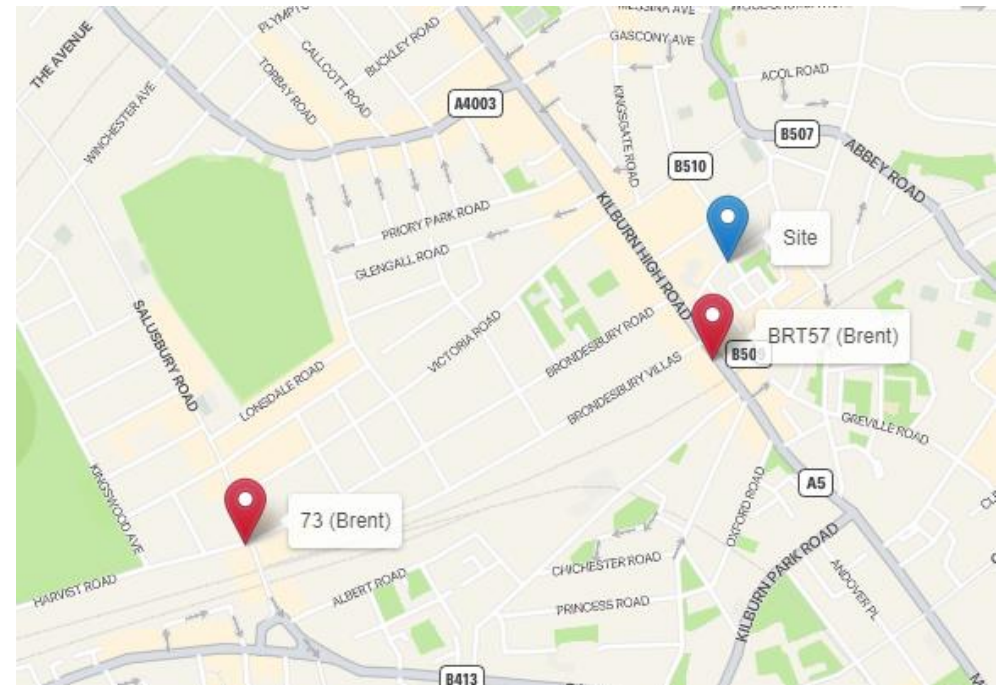 GASCONY AVE
THE AVENUE
CALLCOTT ROAD
BUCKLEY ROAD
TORBAY ROAD
WINCHESTER AVE
A4003
KINGSGATE ROAD
ACOL ROAD
B507
B510
ABBEY ROAD
PRIORY PARK ROAD
GLENGALL ROAD
KILBURN HIGH ROAD
Site
SALUSBURY ROAD
VICTORIA ROAD
BRONDESBURY ROAD
BRT57 (Brent)
LONSDALE ROAD
BRONDESBURY VILLAS
GREVILLE ROAD
KINGSWOOD AVE
73 (Brent)
A5
OXFORD ROAD
HARVIST ROAD
ALBERT ROAD
CHICHESTER ROAD
KILBURN PARK ROAD
ANDOVER PL
PRINCESS ROAD
B413